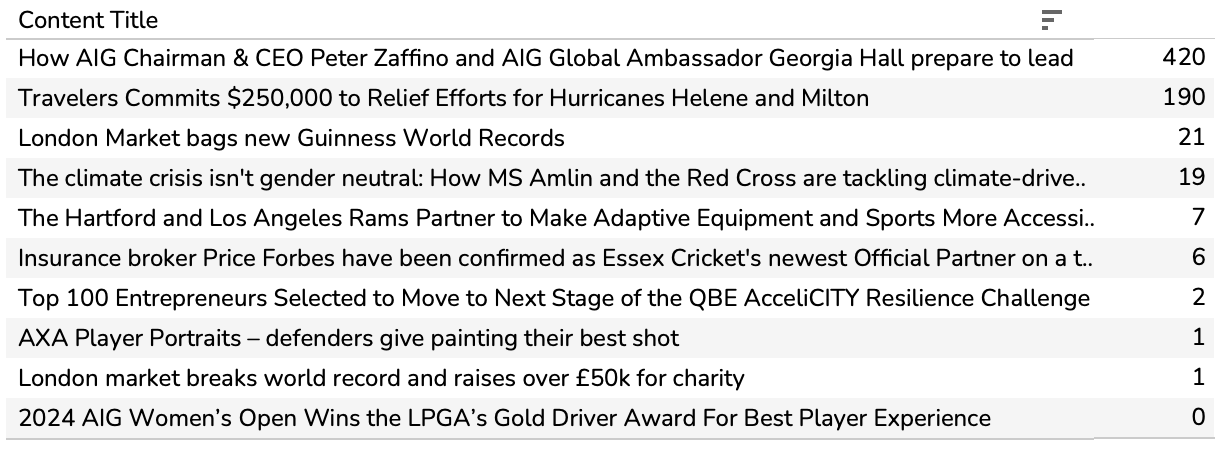 Content Title
How AIG Chairman & CEO Peter Zaffino and AIG Global Ambassador Georgia Hall prepare to lead 420
Travelers Commits $250,000 to Relief Efforts for Hurricanes Helene and Milton 190
London Market bags new Guinness World Records 21
The climate crisis isn't gender neutral: How MS Amlin and the Red Cross are tackling climate-drive.. 19
The Hartford and Los Angeles Rams Partner to Make Adaptive Equipment and Sports More Accessi.. 7
Insurance broker Price Forbes have been confirmed as Essex Cricket's newest Official Partner on a t.. 6
Top 100 Entrepreneurs Selected to Move to Next Stage of the QBE AcceliCITY Resilience Challenge 2
AXA Player Portraits – defenders give painting their best shot 1
London market breaks world record and raises over £50k for charity 1
2024 AIG Women’s Open Wins the LPGA’s Gold Driver Award For Best Player Experience 0